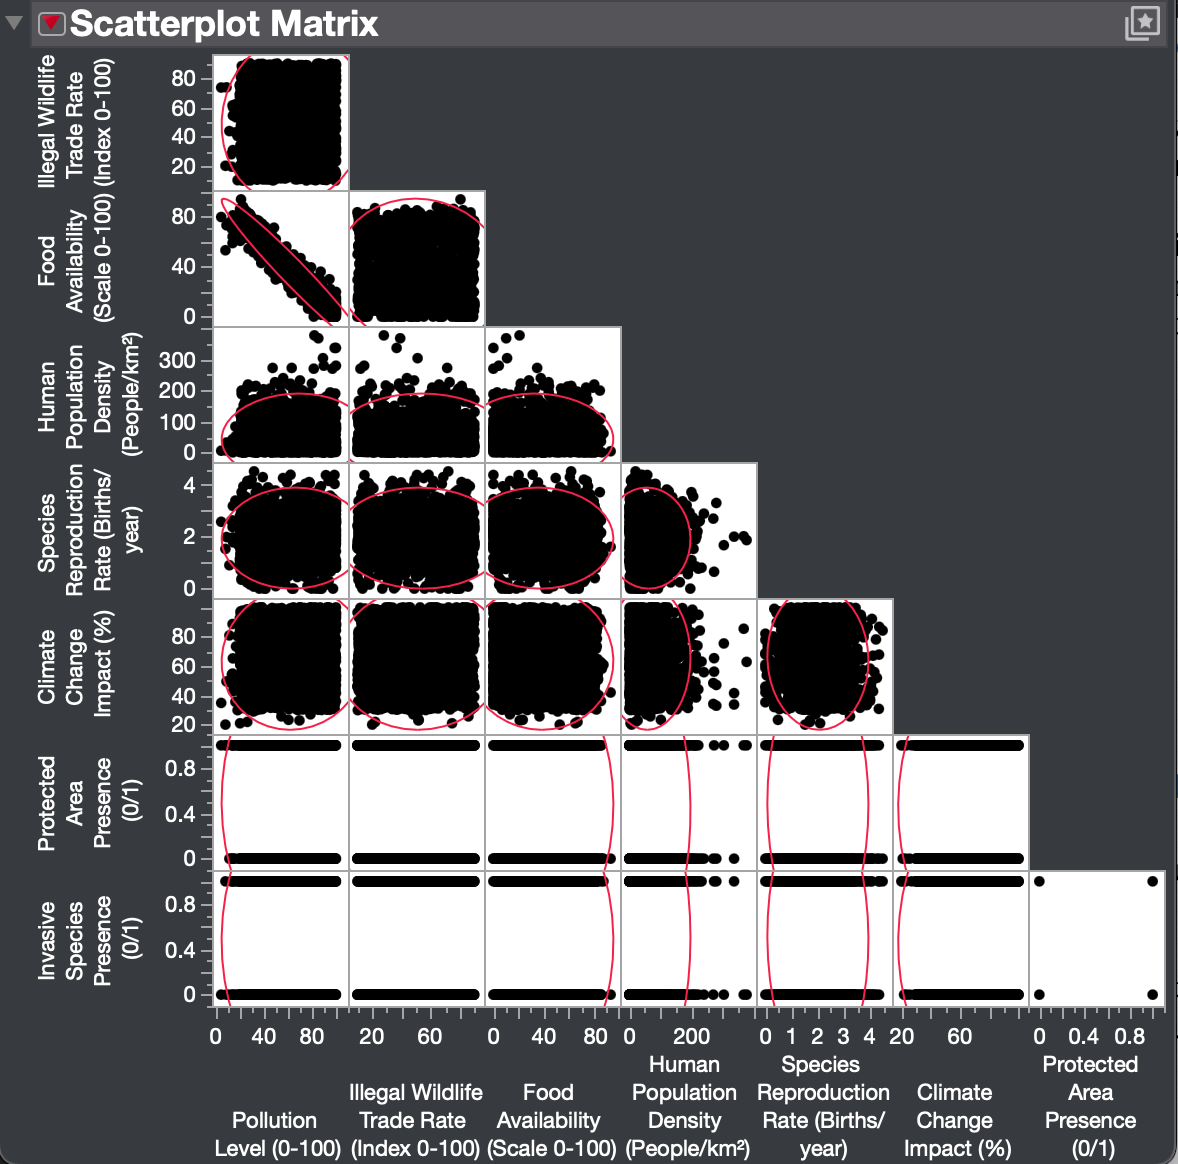 Scatterplot Matrix
Illegal Wildlife
Trade Rate
(Index 0-100)
80
60
40
20
Food
Availability
(Scale 0-100)
80
40
0
Human
Population
Density
(People/km²)
300
200
100
0
Species
Reproduction
Rate (Births/
year)
4
2
0
Climate
Change
Impact (%)
80
60
40
20
Protected
Area
Presence
(0/1)
0.8
0.4
0
Invasive
Species
Presence
(0/1)
0.8
0.4
0
0 40 80 20 60 0 40 80 0 200 0 1 2 3 4 20 60 0 0.4 0.8
Pollution
Level (0-100)
Illegal Wildlife
Trade Rate
(Index 0-100)
Food
Availability
(Scale 0-100)
Human
Population
Density
(People/km²)
Species
Reproduction
Rate (Births/
year)
Climate
Change
Impact (%)
Protected
Area
Presence
(0/1)